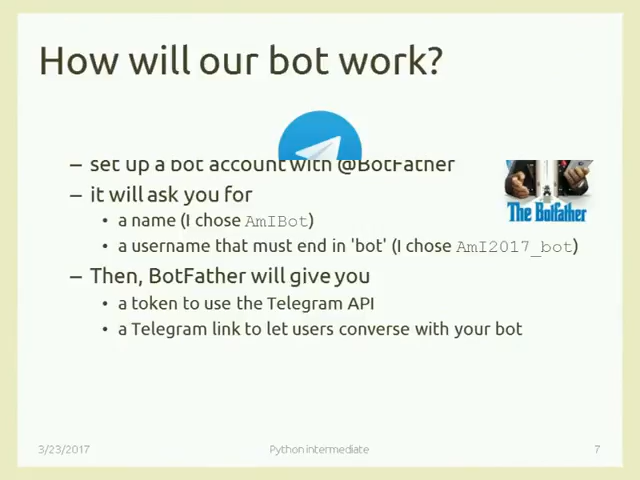 How will our bot work?
– set up a bot account with @BotFather
– it will ask you for
• a name (I chose AmIBot)
• a username that must end in 'bot' (I chose AmI2017_bot)
The Botfather
– Then, BotFather will give you
• a token to use the Telegram API
• a Telegram link to let users converse with your bot
3/23/2017
Python intermediate
7